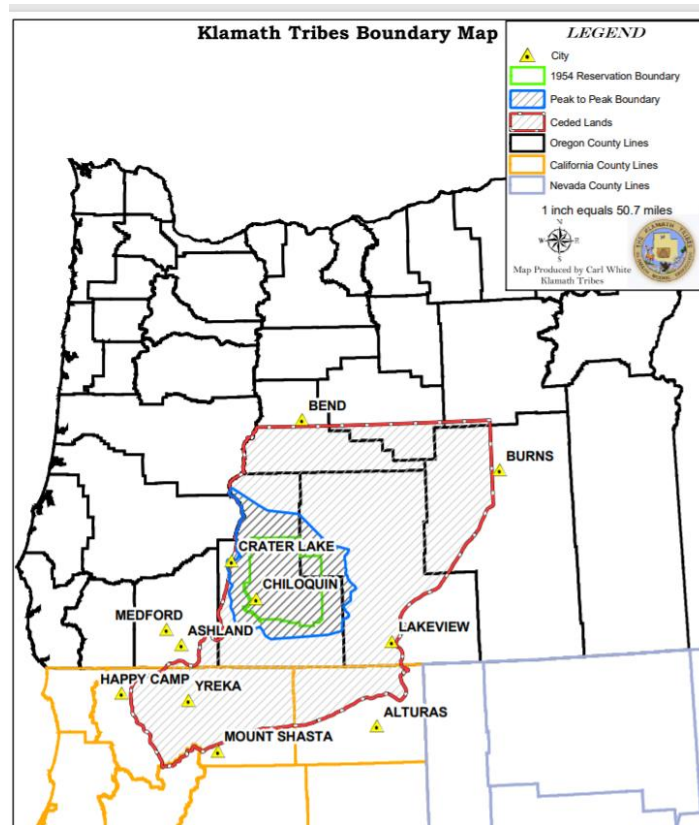 Klamath Tribes Boundary Map
LEGEND
City
1954 Reservation Boundary
Peak to Peak Boundary
Ceded Lands
Oregon County Lines
California County Lines
Nevada County Lines
1 inch equals 50.7 miles
N
W E
S
Map Produced by Carl White
Klamath Tribes
BEND
BURNS
CRATER LAKE
CHILOQUIN
MEDFORD
ASHLAND
LAKEVIEW
HAPPY CAMP
YREKA
ALTURAS
MOUNT SHASTA